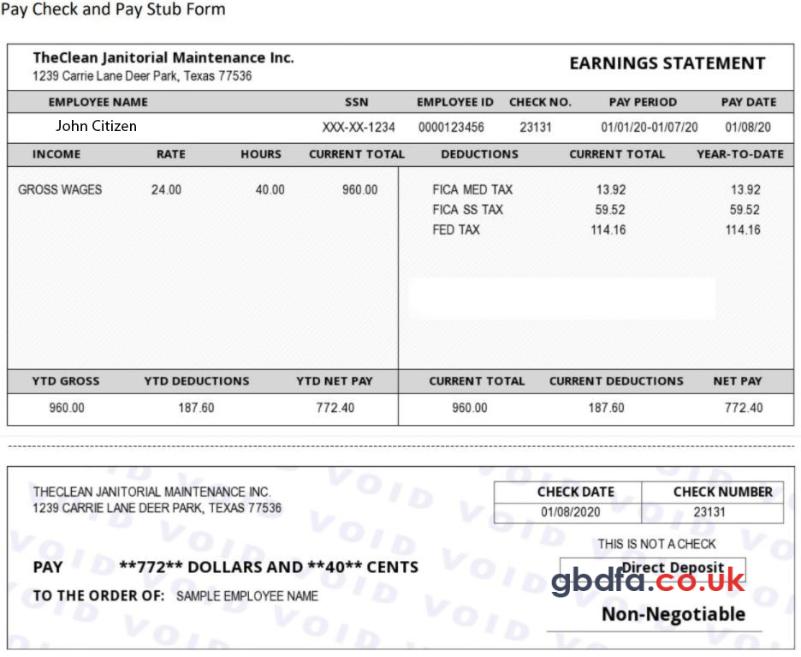 Pay Check and Pay Stub Form
TheClean Janitorial Maintenance Inc.
1239 Carrie Lane Deer Park, Texas 77536
EARNINGS STATEMENT
EMPLOYEE NAME SSN EMPLOYEE ID CHECK NO. PAY PERIOD PAY DATE
John Citizen XXX-XX-1234 0000123456 23131 01/01/20-01/07/20 01/08/20
INCOME RATE HOURS CURRENT TOTAL DEDUCTIONS CURRENT TOTAL YEAR-TO-DATE
GROSS WAGES 24.00 40.00 960.00 FICA MED TAX 13.92 13.92
FICA SS TAX 59.52 59.52
FED TAX 114.16 114.16
YTD GROSS YTD DEDUCTIONS YTD NET PAY CURRENT TOTAL CURRENT DEDUCTIONS NET PAY
960.00 187.60 772.40 960.00 187.60 772.40
THECLEAN JANITORIAL MAINTENANCE INC.
1239 CARRIE LANE DEER PARK, TEXAS 77536
CHECK DATE CHECK NUMBER
01/08/2020 23131
THIS IS NOT A CHECK
PAY **772** DOLLARS AND **40** CENTS
Direct Deposit
gbdfa.co.uk
TO THE ORDER OF: SAMPLE EMPLOYEE NAME
Non-Negotiable
VOID VOID VOID VOID